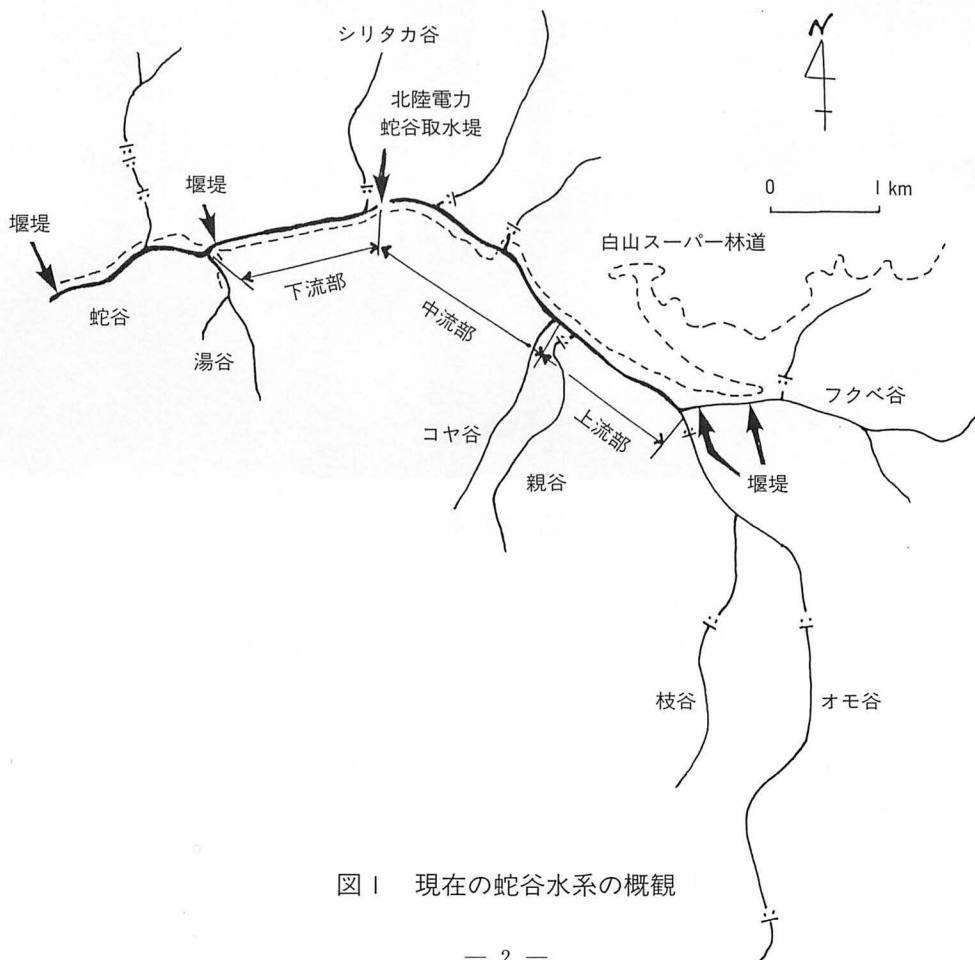 シリタカ谷
N
北陸電力
蛇谷取水堤
堰堤
堰堤
0 1 km
白山スーパー林道
下流部
蛇谷
中流部
湯谷
フクベ谷
コヤ谷
上流部
親谷
堰堤
枝谷
オモ谷
図1 現在の蛇谷水系の概観
— 2 —